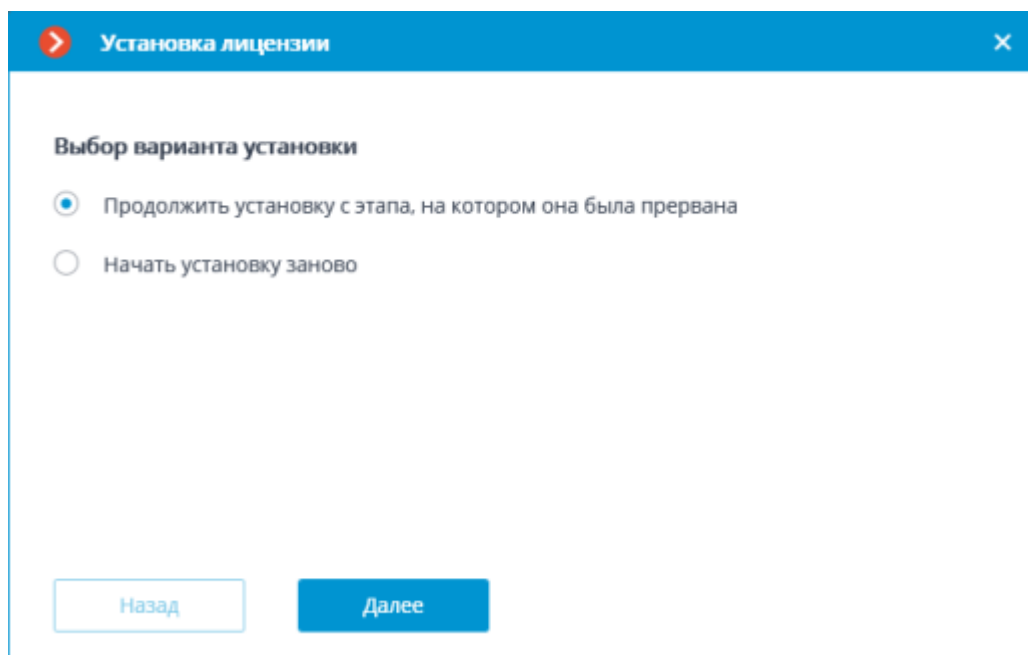 Установка лицензии
Выбор варианта установки
Продолжить установку с этапа, на котором она была прервана
Начать установку заново
Назад
Далее